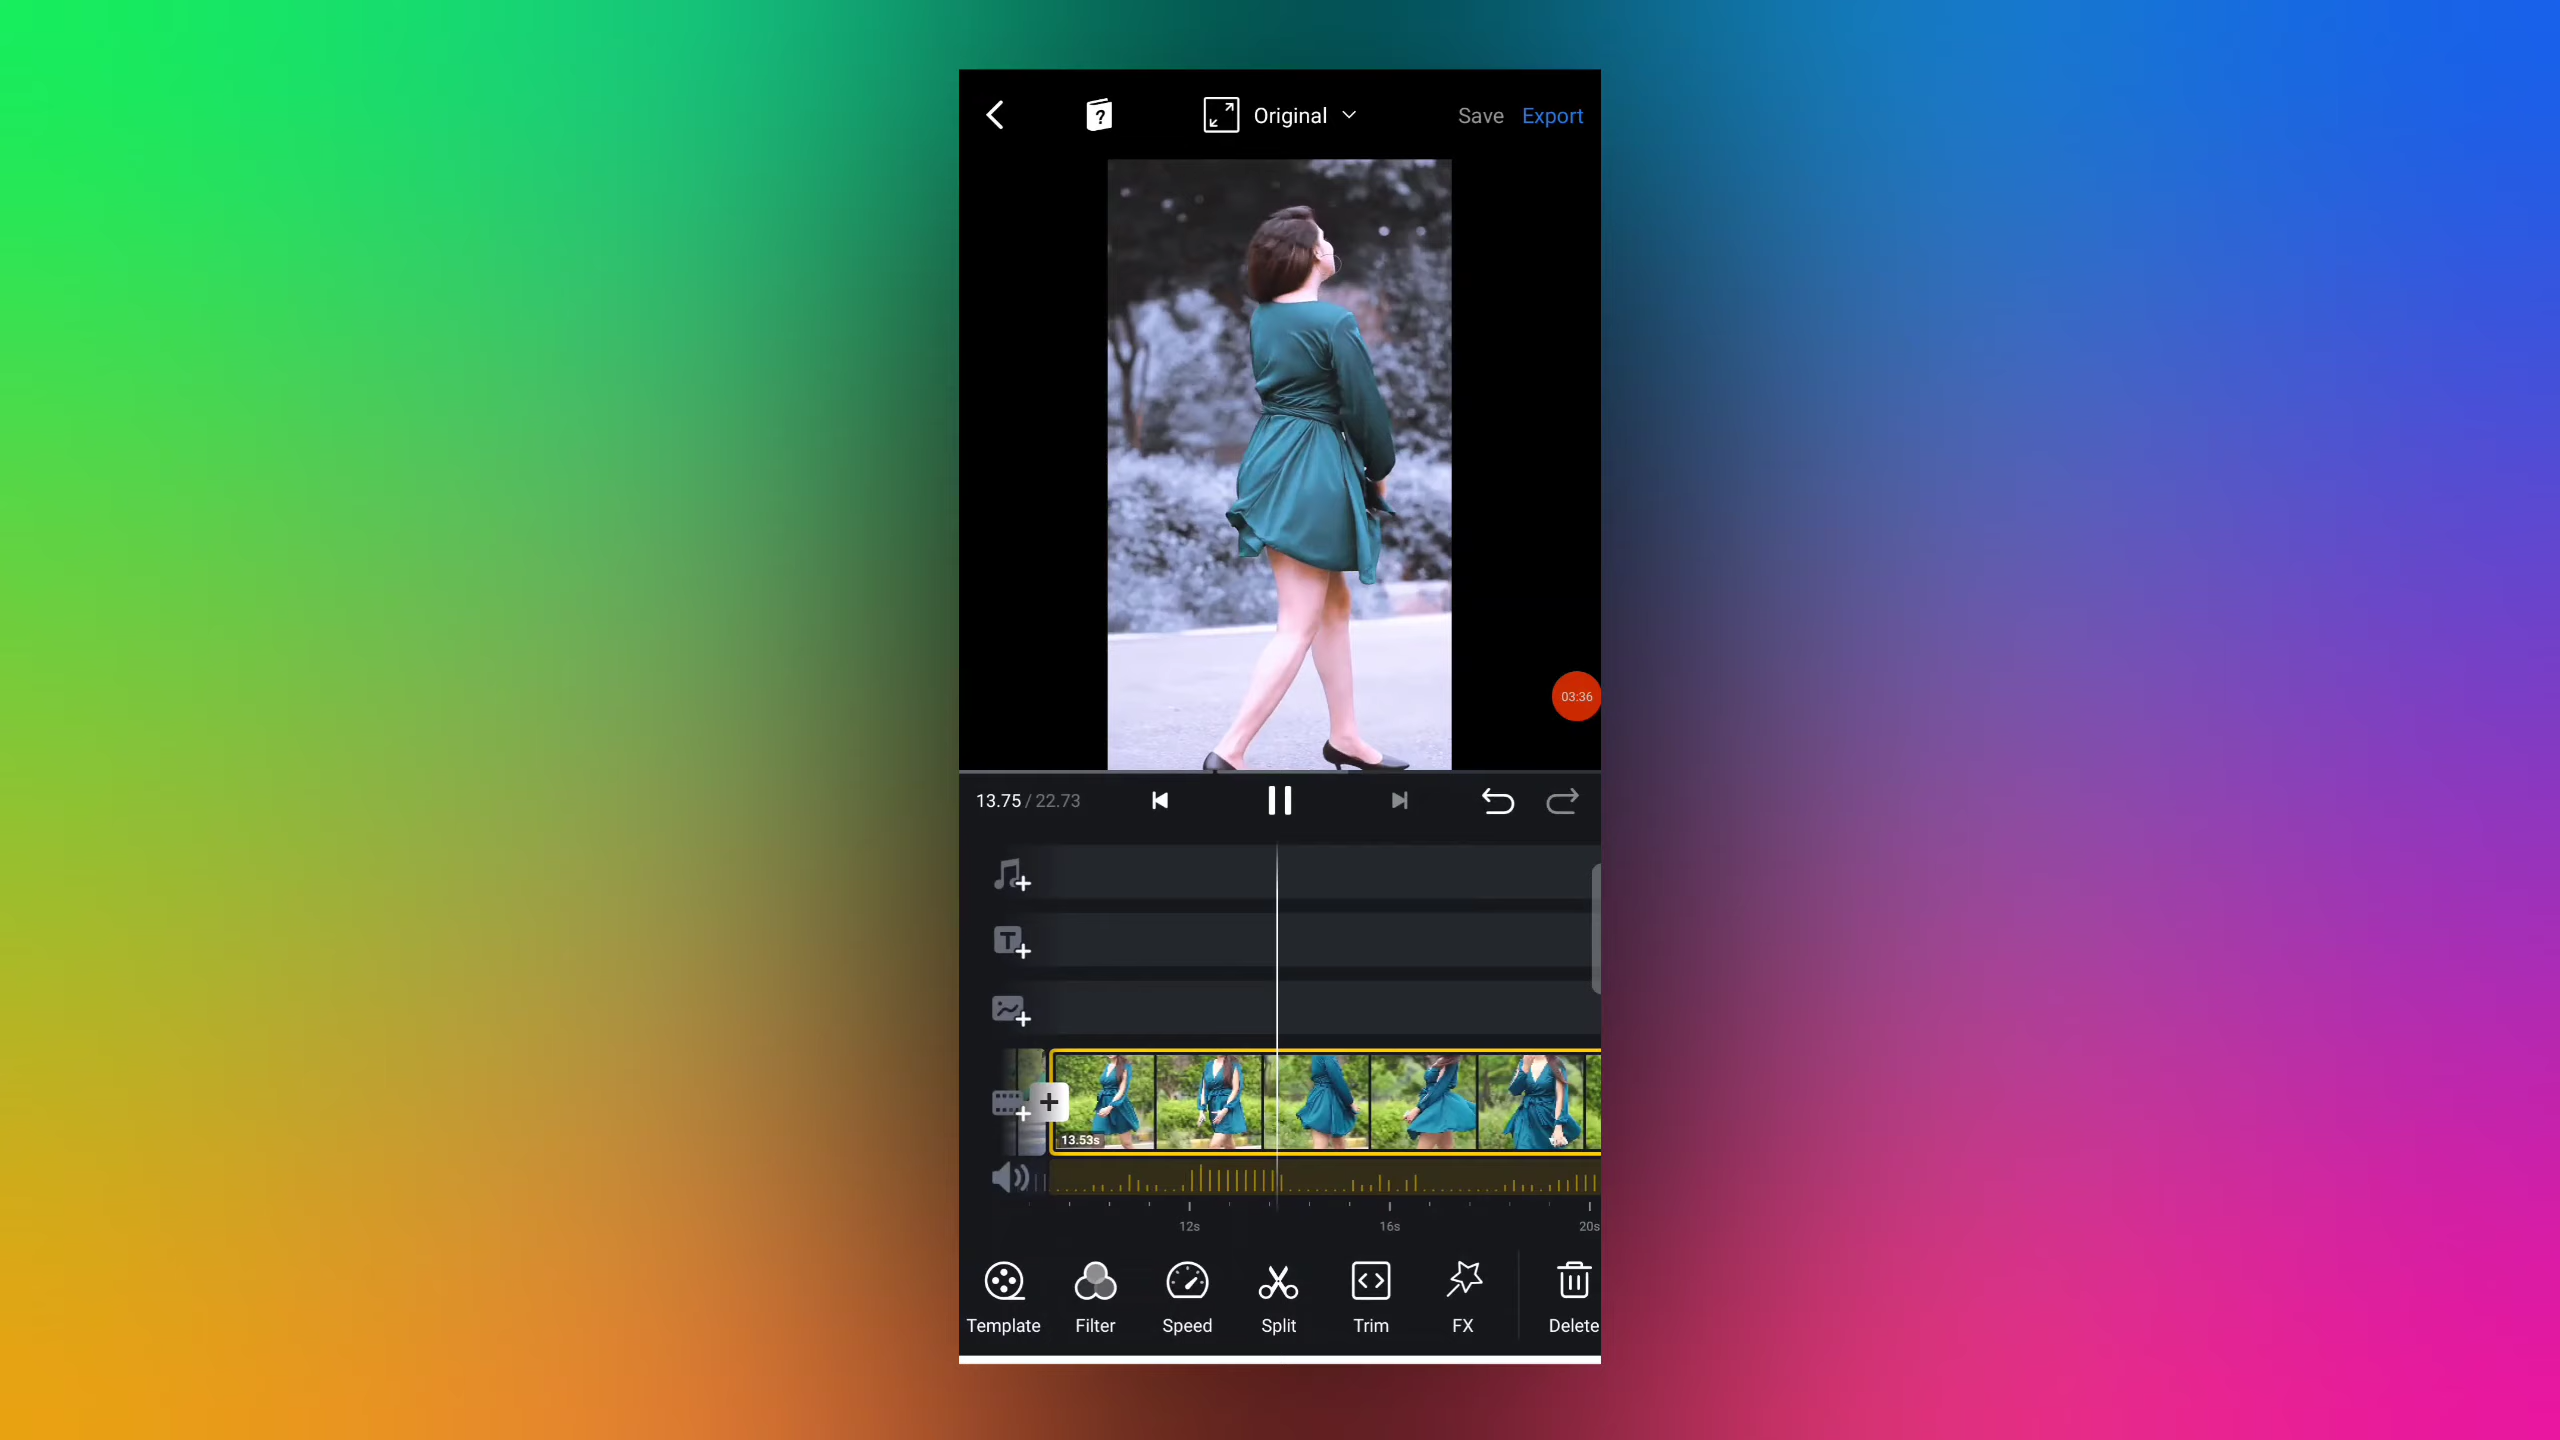 Original Save Export
03:36
13.75 / 22.73
13.53s
12s 16s 20s
Template Filter Speed Split Trim FX Delete